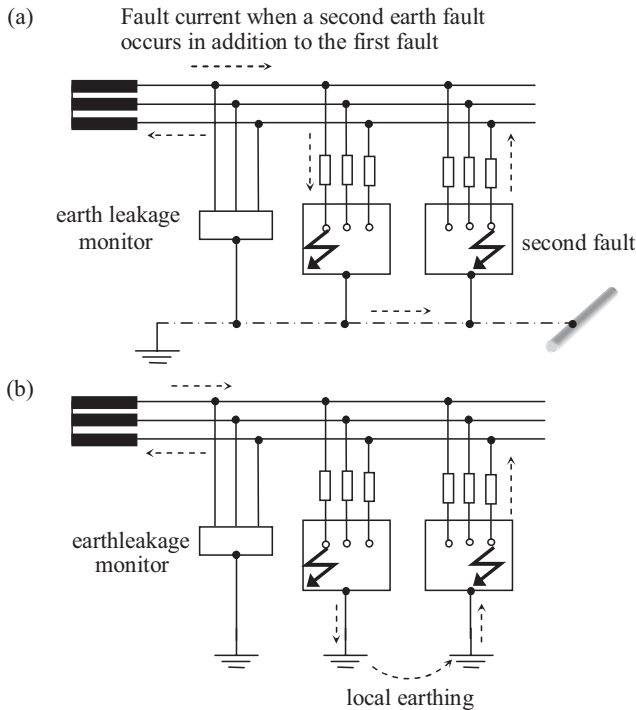 (a)
Fault current when a second earth fault
occurs in addition to the first fault
earth leakage
monitor
second fault
(b)
earthleakage
monitor
local earthing